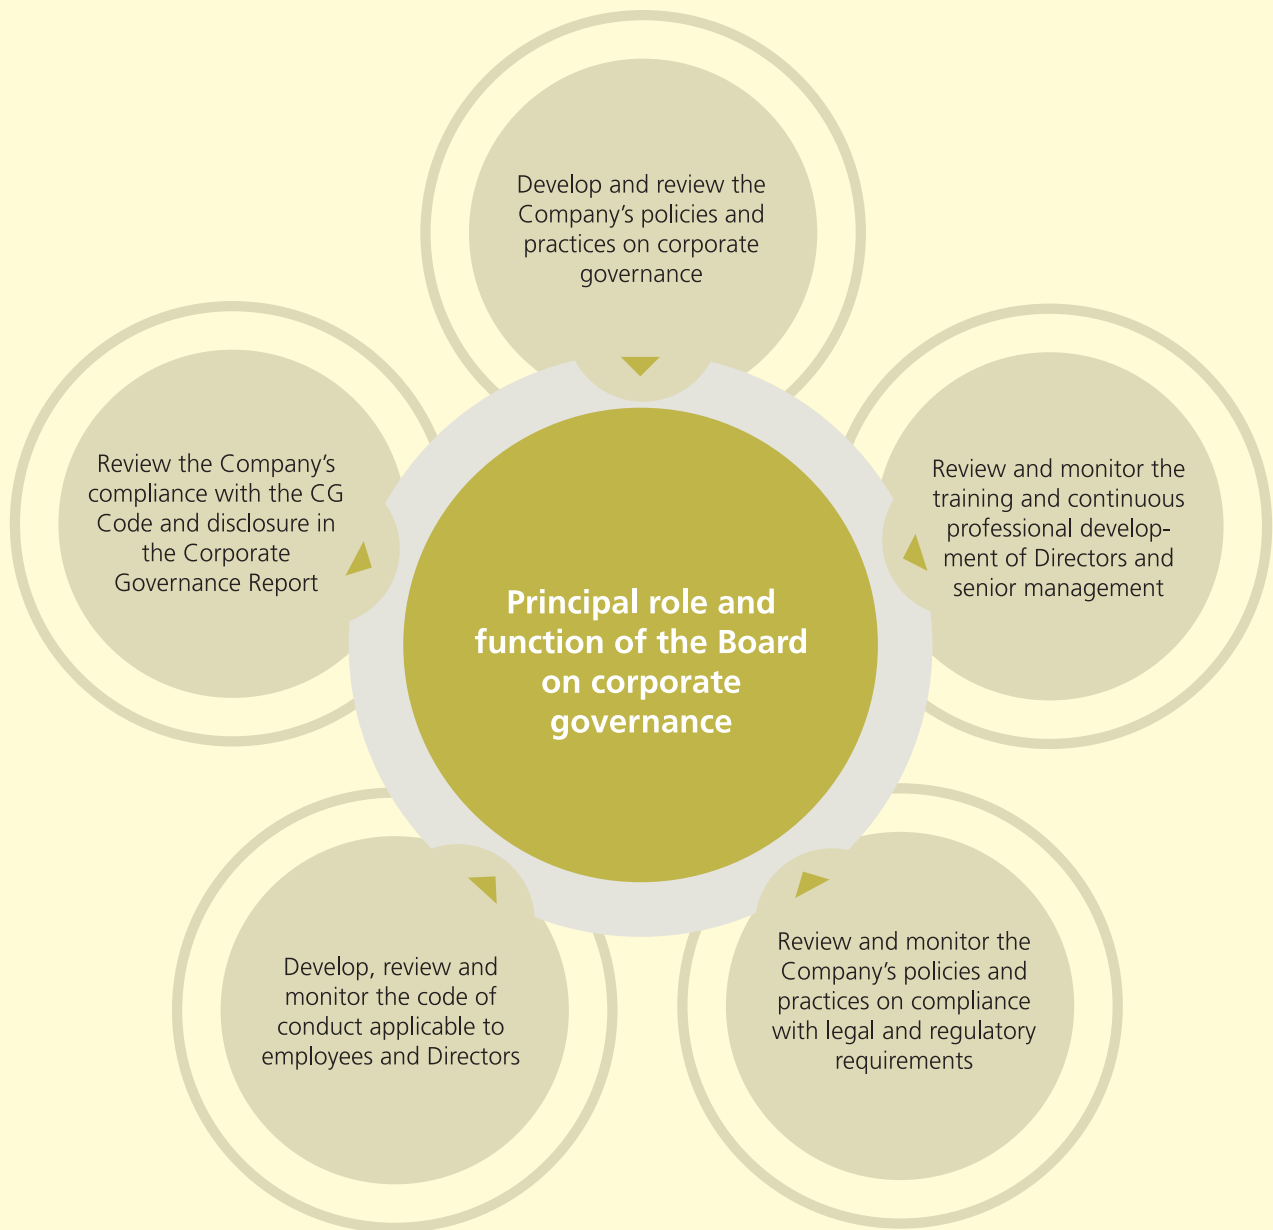 Develop and review the
Company’s policies and
practices on corporate
governance
Review the Company’s
compliance with the CG
Code and disclosure in
the Corporate
Governance Report
Review and monitor the
training and continuous
professional develop-
ment of Directors and
senior management
Principal role and
function of the Board
on corporate
governance
Develop, review and
monitor the code of
conduct applicable to
employees and Directors
Review and monitor the
Company’s policies and
practices on compliance
with legal and regulatory
requirements